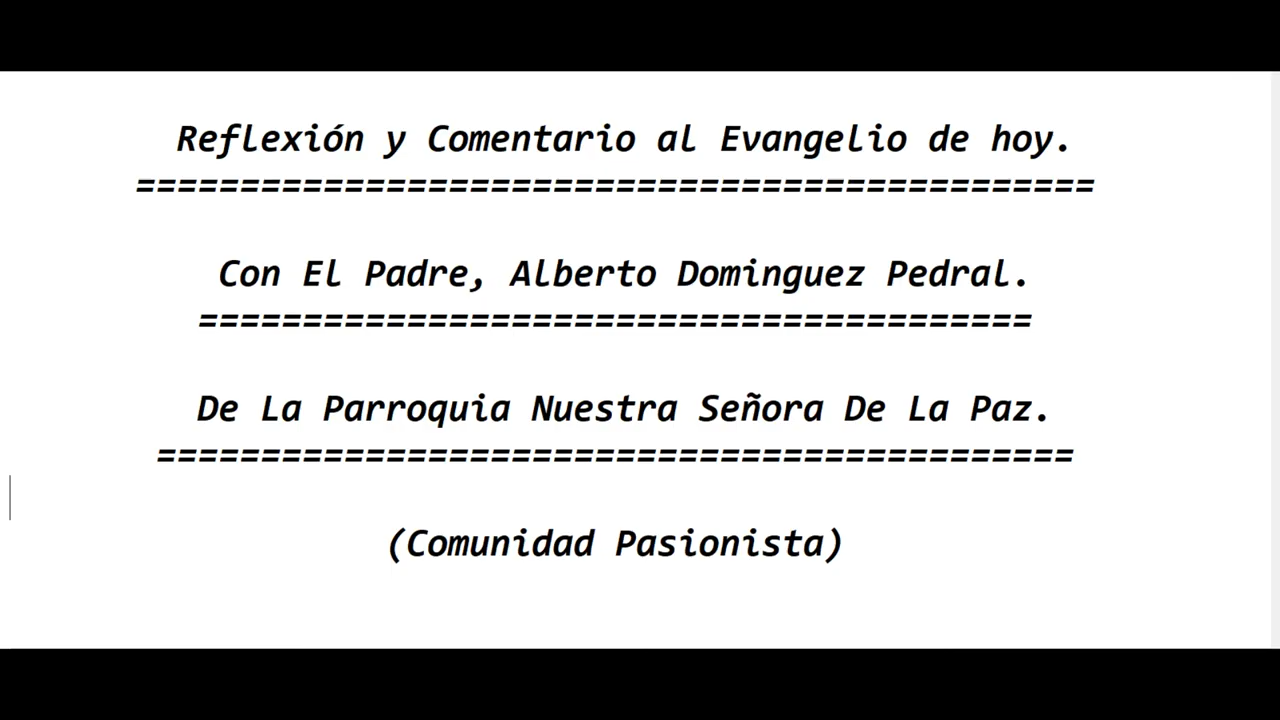 Reflexión y Comentario al Evangelio de hoy.
==============================================
Con El Padre, Alberto Dominguez Pedral.
========================================
De La Parroquia Nuestra Señora De La Paz.
============================================
(Comunidad Pasionista)